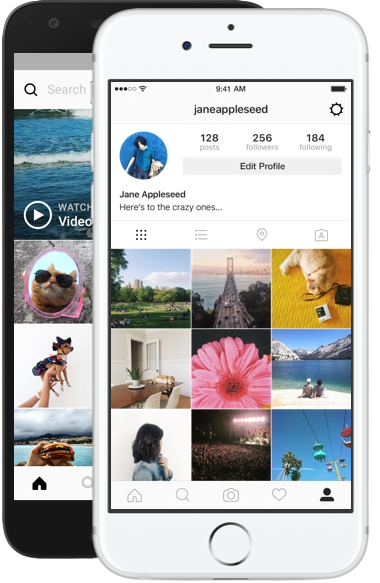 Search
WATCH
Video
9:41 AM
janeappleseed
128
posts
256
followers
184
following
Edit Profile
Jane Appleseed
Here's to the crazy ones...